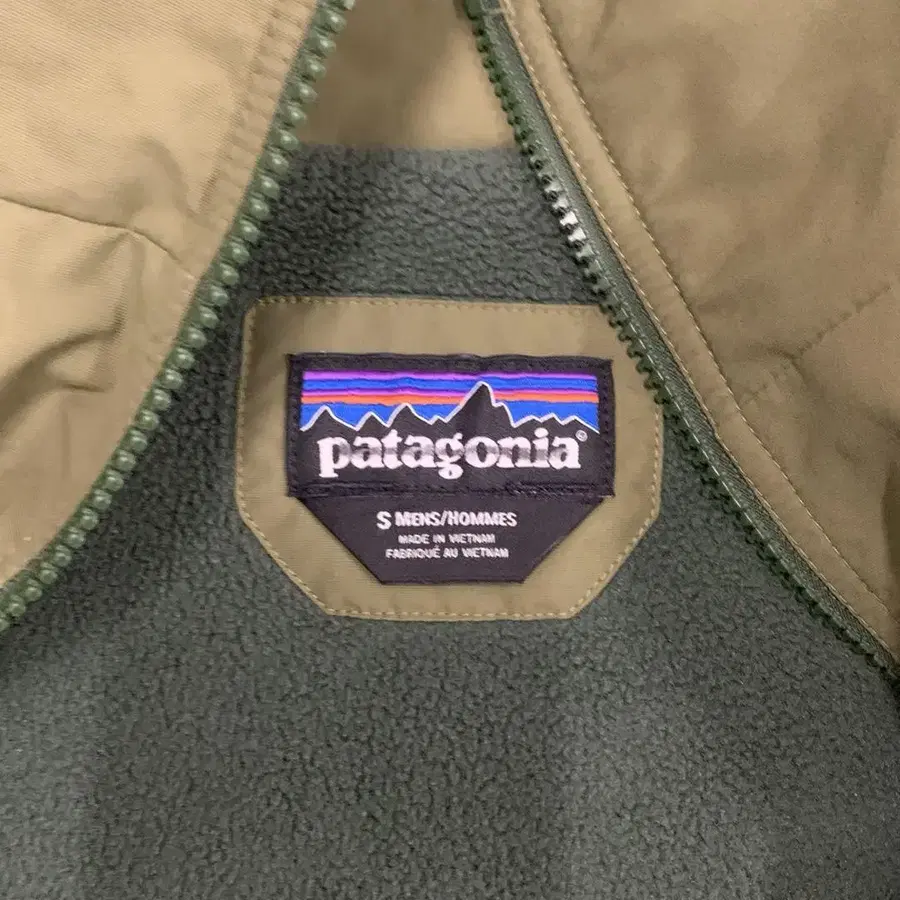 patagonia®
S MENS/HOMMES
MADE IN VIETNAM
FABRIQUÉ AU VIETNAM